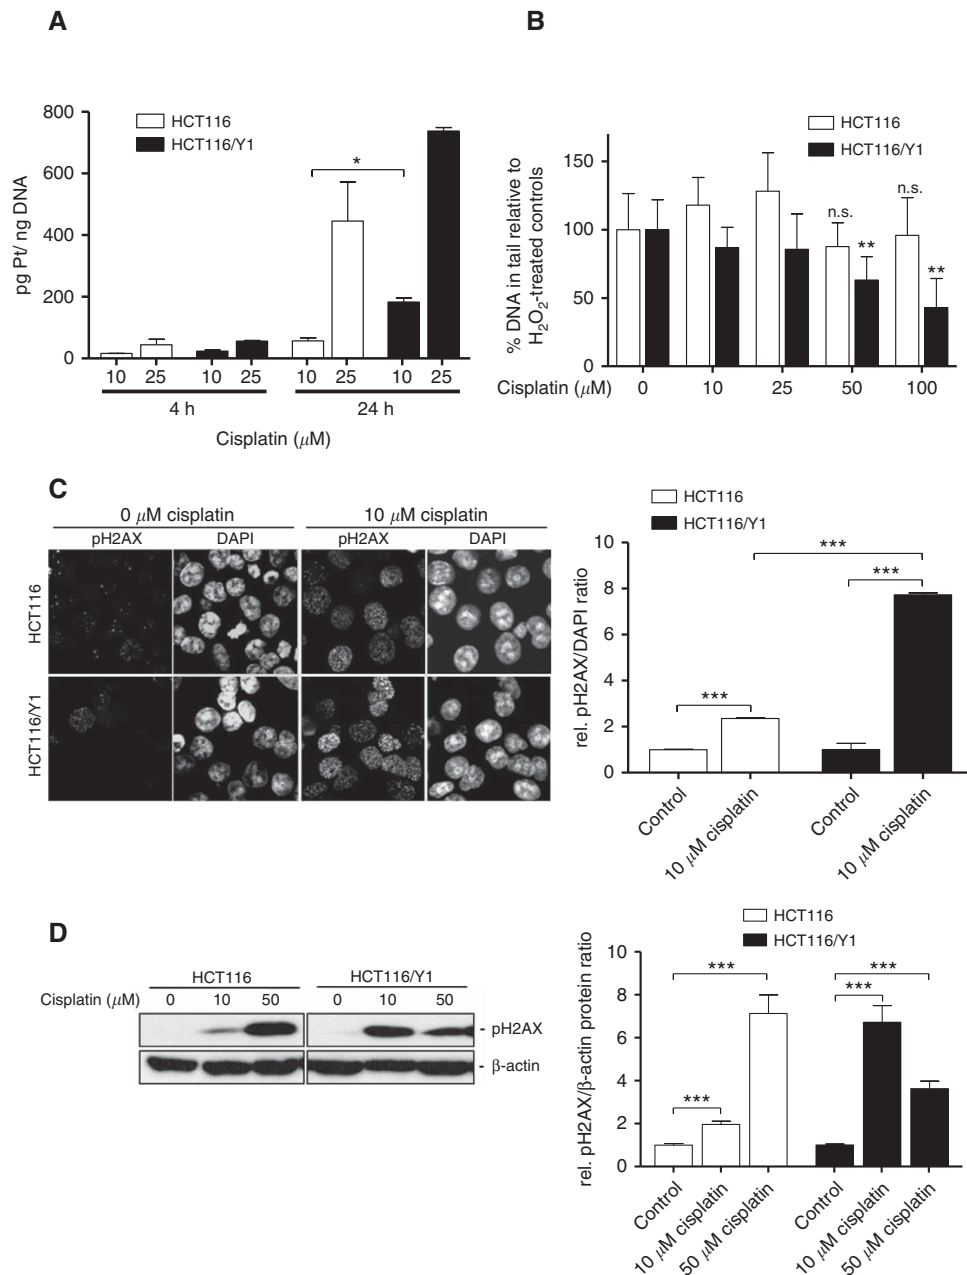 A
800
600
400
200
0
pg Pt/ ng DNA
HCT116
HCT116/Y1
*
10 25 10 25 10 25 10 25
4 h 24 h
Cisplatin (μM)
B
150
100
50
0
% DNA in tail relative to
H₂O₂-treated controls
HCT116
HCT116/Y1
n.s.
**
n.s.
**
Cisplatin (μM) 0 10 25 50 100
C
0 μM cisplatin 10 μM cisplatin
pH2AX DAPI pH2AX DAPI
HCT116
HCT116/Y1
HCT116
HCT116/Y1
10
8
6
4
2
0
rel. pH2AX/DAPI ratio
***
***
***
Control
10 μM cisplatin
Control
10 μM cisplatin
D
HCT116 HCT116/Y1
Cisplatin (μM) 0 10 50 0 10 50
- pH2AX
- β-actin
HCT116
HCT116/Y1
10
8
6
4
2
0
rel. pH2AX/β-actin protein ratio
***
***
***
***
Control
10 μM cisplatin
50 μM cisplatin
Control
10 μM cisplatin
50 μM cisplatin